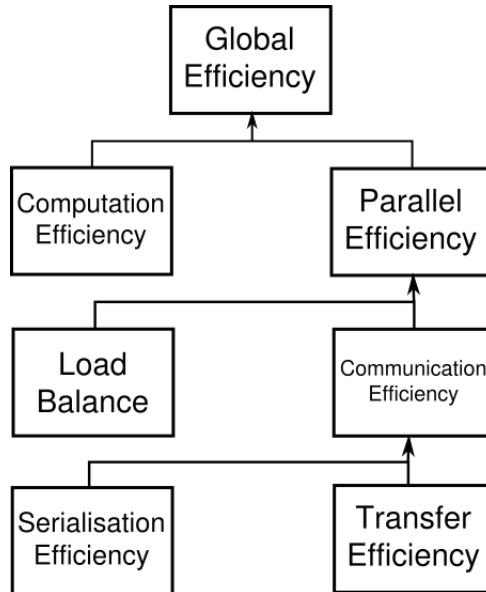 Global
Efficiency
Computation
Efficiency
Parallel
Efficiency
Load
Balance
Communication
Efficiency
Serialisation
Efficiency
Transfer
Efficiency